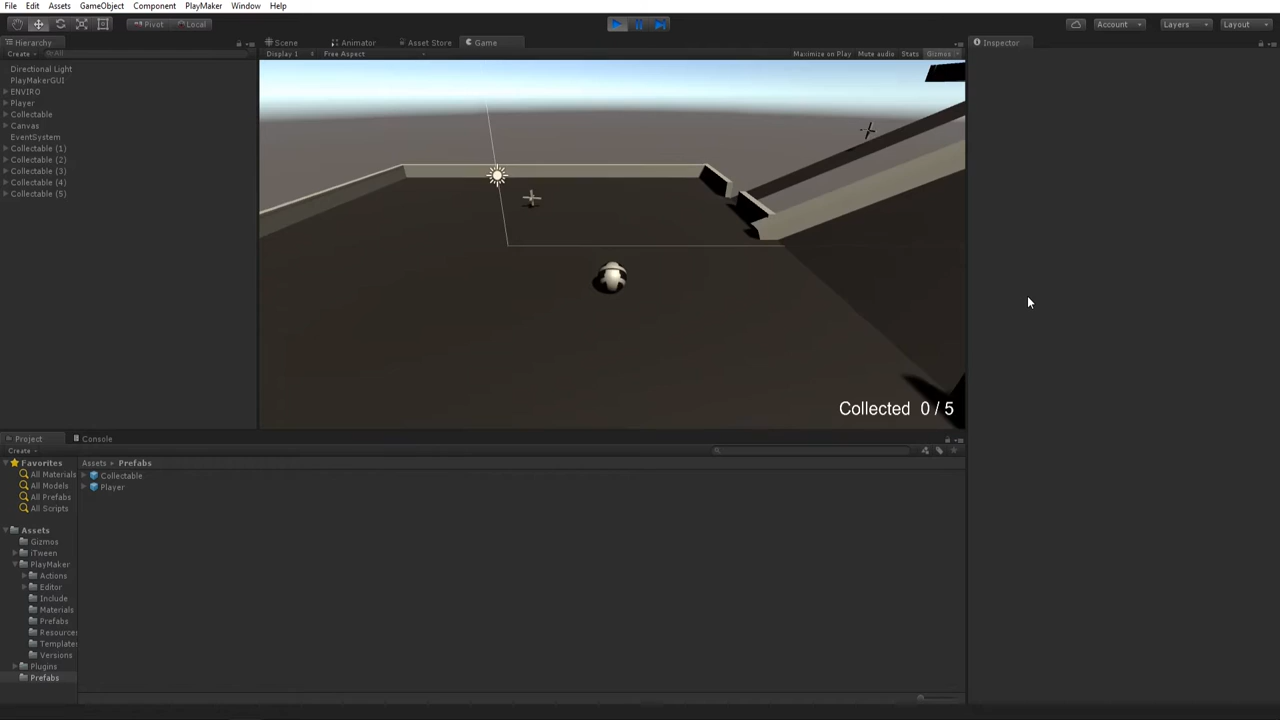 File Edit Assets GameObject Component PlayMaker Window Help
Pivot Local Account Layers Layout
Hierarchy Scene Animator Asset Store Game Inspector
Create All Display 1 Free Aspect Maximize on Play Mute audio Stats Gizmos
Directional Light
PlayMakerGUI
ENVIRO
Player
Collectable
Canvas
EventSystem
Collectable (1)
Collectable (2)
Collectable (3)
Collectable (4)
Collectable (5)
Collected 0 / 5
Project Console
Create
Favorites
All Materials
All Models
All Prefabs
All Scripts
Assets
Gizmos
iTween
PlayMaker
Actions
Editor
Include
Materials
Prefabs
Resources
Templates
Versions
Plugins
Prefabs
Assets Prefabs
Collectable
Player